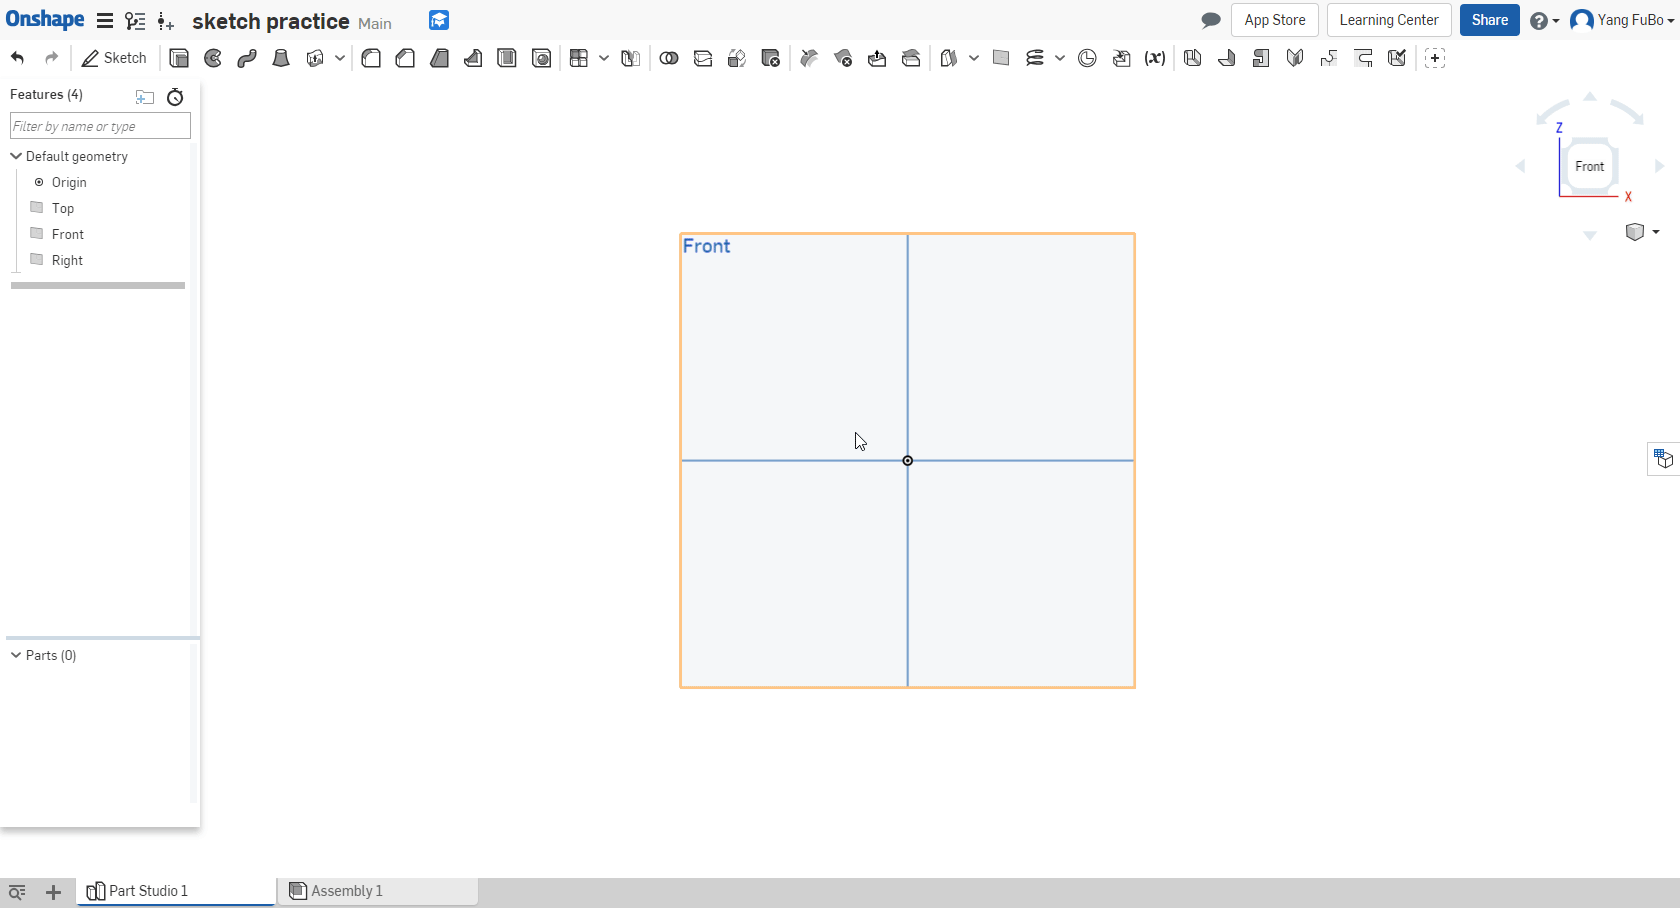 Onshape sketch practice Main App Store Learning Center Share Yang FuBo
Sketch (x)
Features (4)
Filter by name or type
Default geometry
Origin
Top
Front
Right
Parts (0)
Front
Z
Front
X
Part Studio 1 Assembly 1